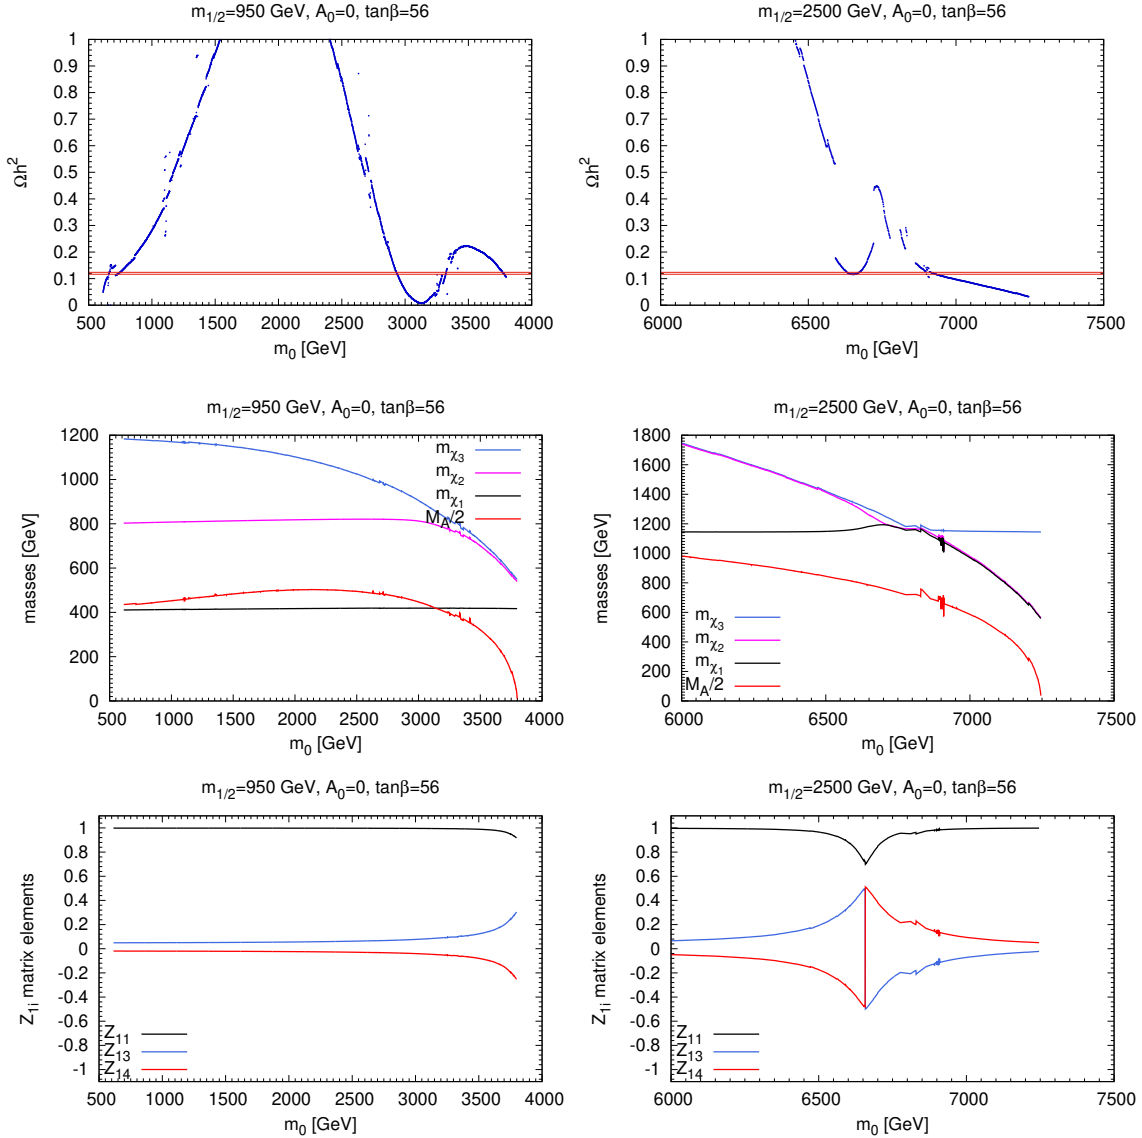 m1/2=950 GeV, A0=0, tanβ=56
1
0.9
0.8
0.7
0.6
0.5
0.4
0.3
0.2
0.1
0
Ωh2
500 1000 1500 2000 2500 3000 3500 4000
m0 [GeV]
m1/2=2500 GeV, A0=0, tanβ=56
1
0.9
0.8
0.7
0.6
0.5
0.4
0.3
0.2
0.1
0
Ωh2
6000 6500 7000 7500
m0 [GeV]
m1/2=950 GeV, A0=0, tanβ=56
1200
1000
800
600
400
200
0
masses [GeV]
mχ3
mχ2
mχ1
MA/2
500 1000 1500 2000 2500 3000 3500 4000
m0 [GeV]
m1/2=2500 GeV, A0=0, tanβ=56
1800
1600
1400
1200
1000
800
600
400
200
0
masses [GeV]
mχ3
mχ2
mχ1
MA/2
6000 6500 7000 7500
m0 [GeV]
m1/2=950 GeV, A0=0, tanβ=56
1
0.8
0.6
0.4
0.2
0
-0.2
-0.4
-0.6
-0.8
-1
Z1i matrix elements
Z11
Z13
Z14
500 1000 1500 2000 2500 3000 3500 4000
m0 [GeV]
m1/2=2500 GeV, A0=0, tanβ=56
1
0.8
0.6
0.4
0.2
0
-0.2
-0.4
-0.6
-0.8
-1
Z1i matrix elements
Z11
Z13
Z14
6000 6500 7000 7500
m0 [GeV]